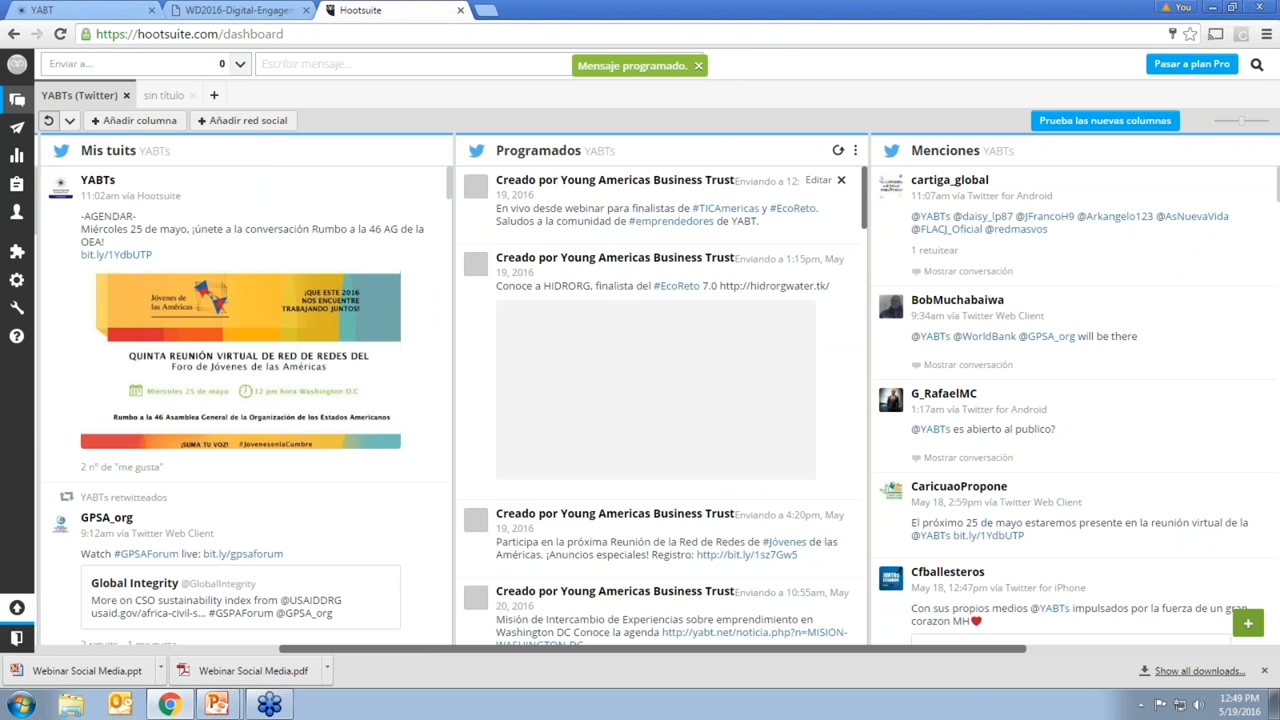 YABT
WD2016-Digital-Engagem
Hootsuite
You
https://hootsuite.com/dashboard
Enviar a...
0
Escribir mensaje...
Mensaje programado.
Pasar a plan Pro
YABTs (Twitter)
sin título
Añadir columna
Añadir red social
Prueba las nuevas columnas
Mis tuits YABTs
YABTs
11:02am vía Hootsuite
-AGENDAR-
Miércoles 25 de mayo, ¡únete a la conversación Rumbo a la 46 AG de la
OEA!
bit.ly/1YdbUTP
Jóvenes de
las Américas
¡QUE ESTE 2016
NOS ENCUENTRE
TRABAJANDO JUNTOS!
QUINTA REUNIÓN VIRTUAL DE RED DE REDES DEL
Foro de Jóvenes de las Américas
Miércoles 25 de mayo
12 pm hora Washington D.C
Rumbo a la 46 Asamblea General de la Organización de los Estados Americanos
¡SUMA TU VOZ! #JovenesenlaCumbre
2 nº de "me gusta"
YABTs retwitteados
GPSA_org
9:12am vía Twitter Web Client
Watch #GPSAForum live: bit.ly/gpsaforum
Global Integrity @GlobalIntegrity
More on CSO sustainability index from @USAIDDRG
usaid.gov/africa-civil-s... #GSPAForum @GPSA_org
2 retuits · 1 me gusta
Programados YABTs
Creado por Young Americas Business Trust Enviando a 12: Editar
19, 2016
En vivo desde webinar para finalistas de #TICAmericas y #EcoReto.
Saludos a la comunidad de #emprendedores de YABT.
Creado por Young Americas Business Trust Enviando a 1:15pm, May
19, 2016
Conoce a HIDRORG, finalista del #EcoReto 7.0 http://hidrorgwater.tk/
Creado por Young Americas Business Trust Enviando a 4:20pm, May
19, 2016
Participa en la próxima Reunión de la Red de Redes de #Jóvenes de las
Américas. ¡Anuncios especiales! Registro: http://bit.ly/1sz7Gw5
Creado por Young Americas Business Trust Enviando a 10:55am, May
20, 2016
Misión de Intercambio de Experiencias sobre emprendimiento en
Washington DC Conoce la agenda http://yabt.net/noticia.php?n=MISION-
WASHINGTON-DC
Menciones YABTs
cartiga_global
11:07am vía Twitter for Android
@YABTs @daisy_lp87 @JFrancoH9 @Arkangelo123 @AsNuevaVida
@FLACJ_Oficial @redmasvos
1 retuitear
Mostrar conversación
BobMuchabaiwa
9:34am vía Twitter Web Client
@YABTs @WorldBank @GPSA_org will be there
Mostrar conversación
G_RafaelMC
1:17am vía Twitter for Android
@YABTs es abierto al publico?
Mostrar conversación
CaricuaoPropone
May 18, 2:59pm vía Twitter Web Client
El próximo 25 de mayo estaremos presente en la reunión virtual de la
@YABTs bit.ly/1YdbUTP
Cfballesteros
May 18, 12:47pm vía Twitter for iPhone
Con sus propios medios @YABTs impulsados por la fuerza de un gran
corazon MH❤
Webinar Social Media.ppt
Webinar Social Media.pdf
Show all downloads...
12:49 PM
5/19/2016